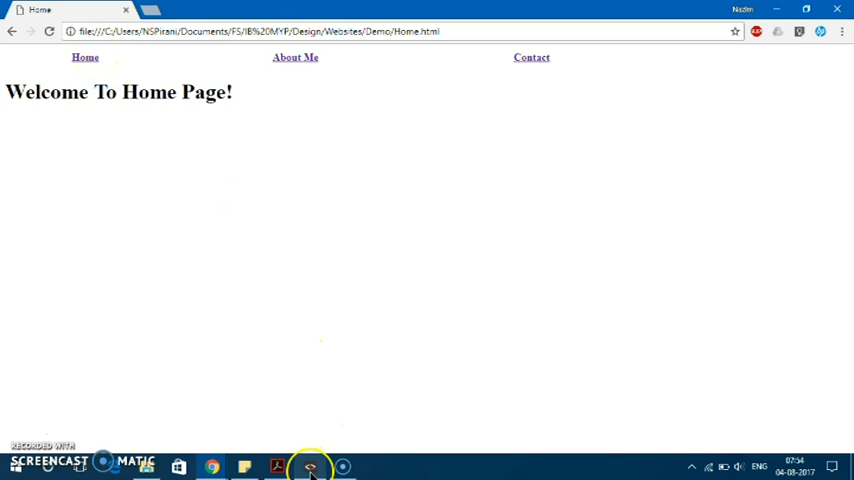 Home
Nazim
file:///C:/Users/NSPirani/Documents/FS/IB%20MYP/Design/Websites/Demo/Home.html
Home About Me Contact
Welcome To Home Page!
RECORDED WITH
SCREENCAST MATIC
ENG
07:54
04-08-2017